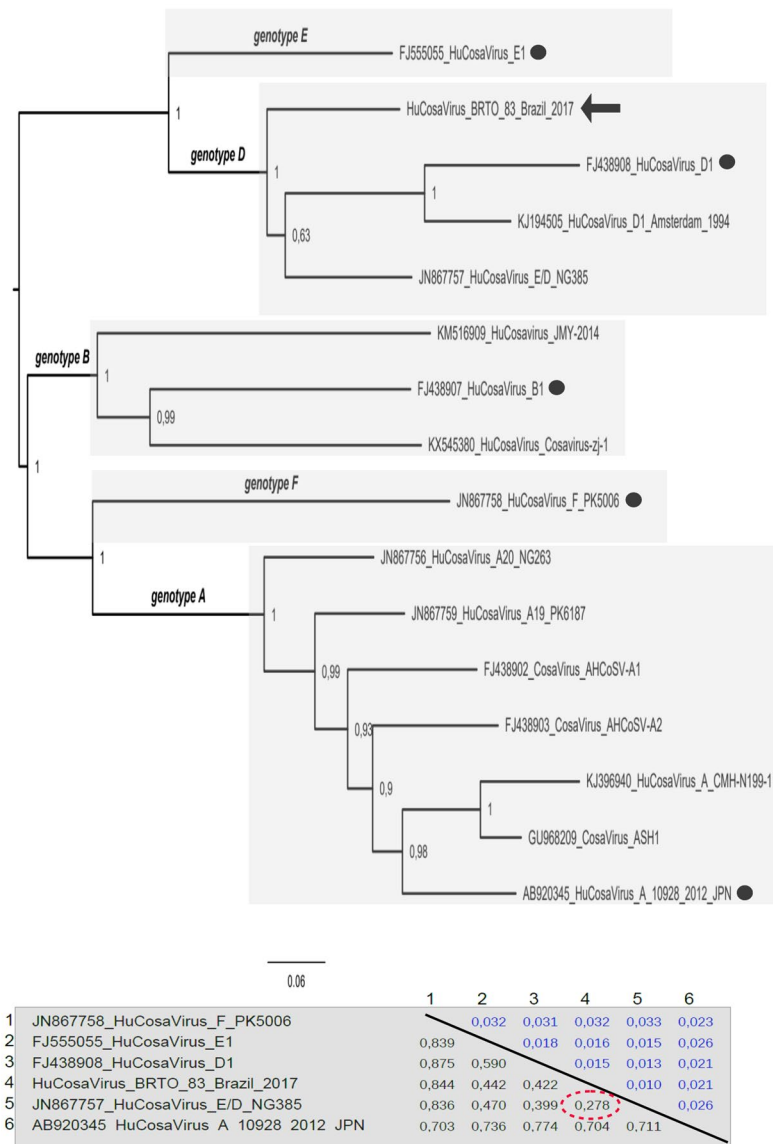 genotype E
FJ555055_HuCosaVirus_E1
1
HuCosaVirus_BRTO_83_Brazil_2017
genotype D
FJ438908_HuCosaVirus_D1
1
1
KJ194505_HuCosaVirus_D1_Amsterdam_1994
0,63
JN867757_HuCosaVirus_E/D_NG385
KM516909_HuCosavirus_JMY-2014
genotype B
1
FJ438907_HuCosaVirus_B1
0,99
KX545380_HuCosaVirus_Cosavirus-zj-1
1
genotype F
JN867758_HuCosaVirus_F_PK5006
1
JN867756_HuCosaVirus_A20_NG263
genotype A
1
JN867759_HuCosaVirus_A19_PK6187
0,99
FJ438902_CosaVirus_AHCoSV-A1
0,93
FJ438903_CosaVirus_AHCoSV-A2
0,9
KJ396940_HuCosaVirus_A_CMH-N199-1
1
GU968209_CosaVirus_ASH1
0,98
AB920345_HuCosaVirus_A_10928_2012_JPN
0.06
1 2 3 4 5 6
1 JN867758_HuCosaVirus_F_PK5006 0,032 0,031 0,032 0,033 0,023
2 FJ555055_HuCosaVirus_E1 0,839 0,018 0,016 0,015 0,026
3 FJ438908_HuCosaVirus_D1 0,875 0,590 0,015 0,013 0,021
4 HuCosaVirus_BRTO_83_Brazil_2017 0,844 0,442 0,422 0,010 0,021
5 JN867757_HuCosaVirus_E/D_NG385 0,836 0,470 0,399 0,278 0,026
6 AB920345_HuCosaVirus_A_10928_2012_JPN 0,703 0,736 0,774 0,704 0,711